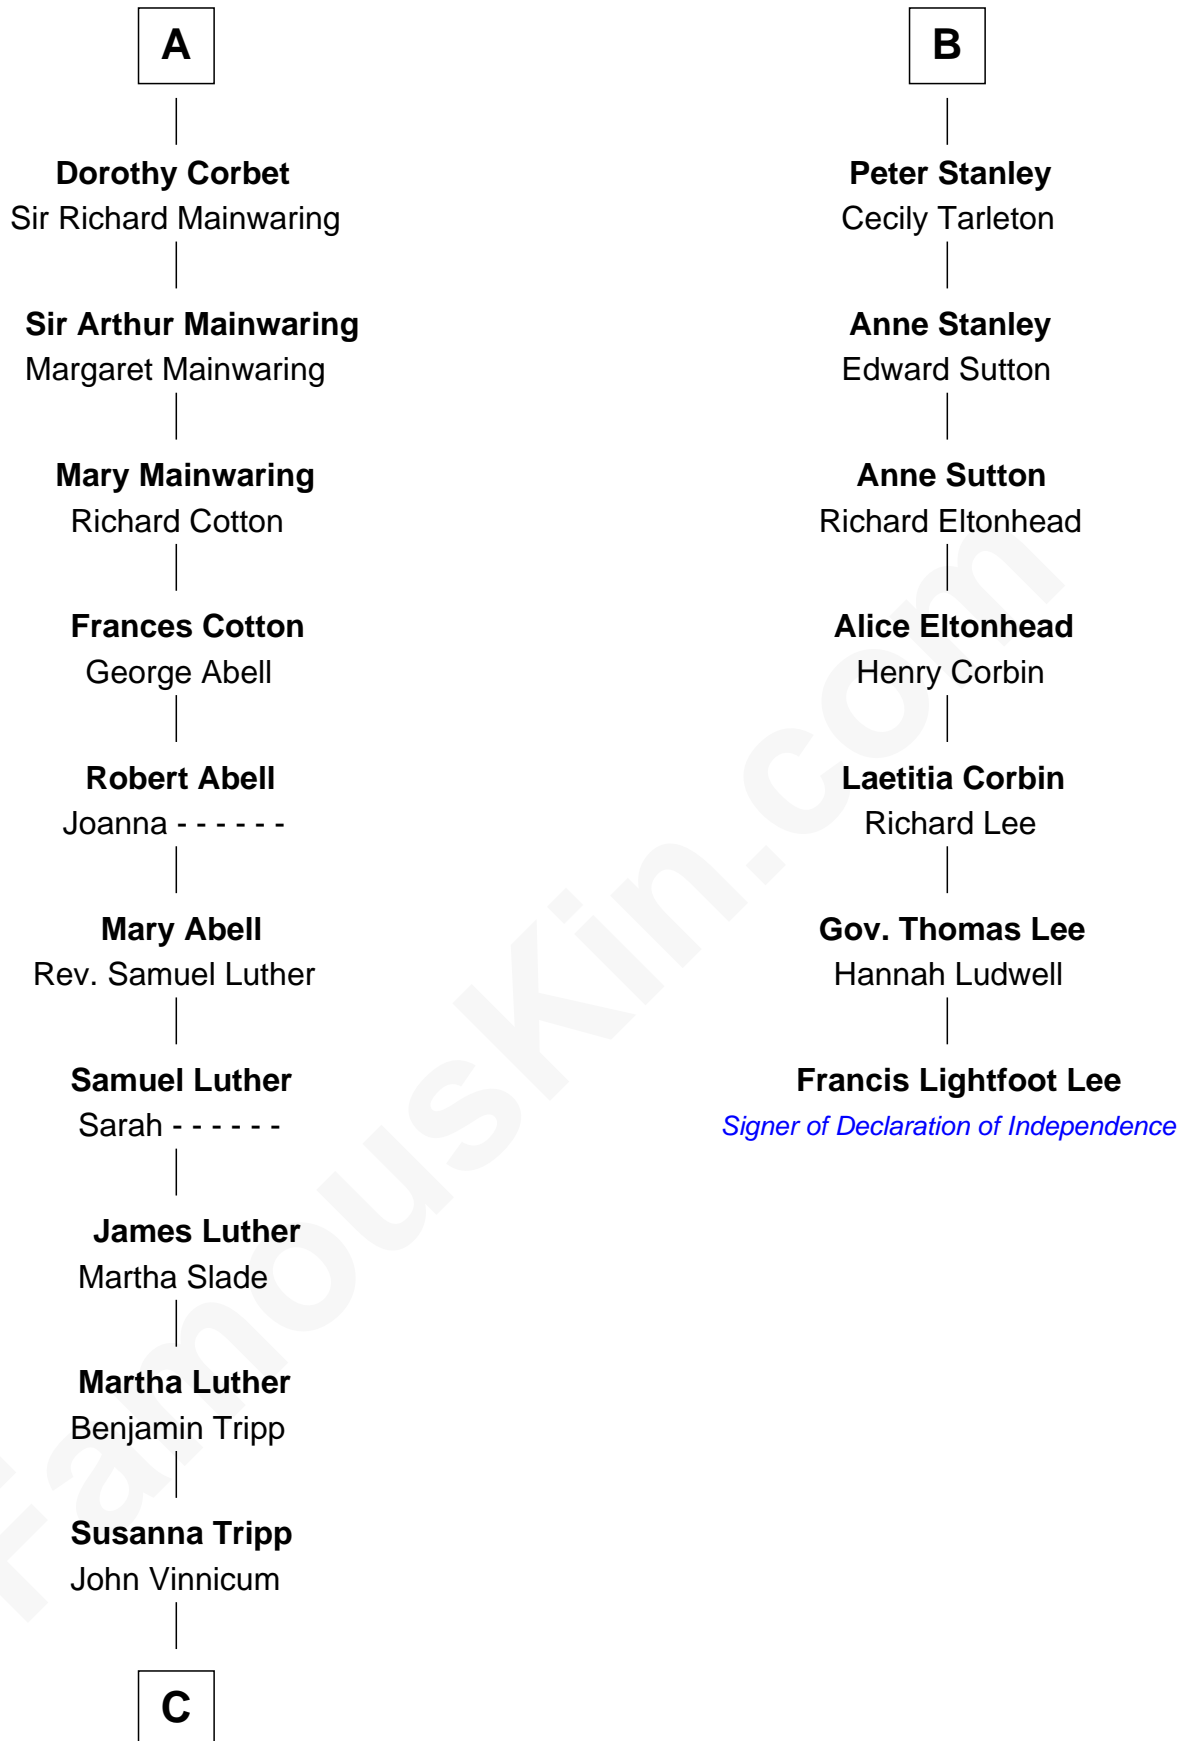 A
Dorothy Corbet
Sir Richard Mainwaring
Sir Arthur Mainwaring
Margaret Mainwaring
Mary Mainwaring
Richard Cotton
Frances Cotton
George Abell
Robert Abell
Joanna - - - - - -
Mary Abell
Rev. Samuel Luther
Samuel Luther
Sarah - - - - - -
James Luther
Martha Slade
Martha Luther
Benjamin Tripp
Susanna Tripp
John Vinnicum
C
B
Peter Stanley
Cecily Tarleton
Anne Stanley
Edward Sutton
Anne Sutton
Richard Eltonhead
Alice Eltonhead
Henry Corbin
Laetitia Corbin
Richard Lee
Gov. Thomas Lee
Hannah Ludwell
Francis Lightfoot Lee
Signer of Declaration of Independence
FamousKin.com